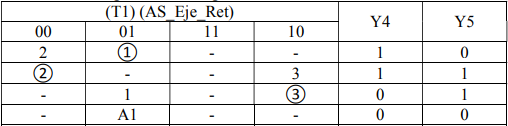 (T1) (AS_Eje_Ret) Y4 Y5
00 01 11 10
2 ① - - 1 0
② - - 3 1 1
- 1 - ③ 0 1
- A1 - - 0 0